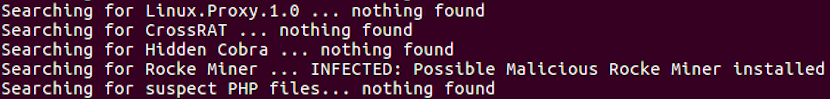 Searching for Linux.Proxy.1.0 ... nothing found
Searching for CrossRAT ... nothing found
Searching for Hidden Cobra ... nothing found
Searching for Rocke Miner ... INFECTED: Possible Malicious Rocke Miner installed
Searching for suspect PHP files... nothing found